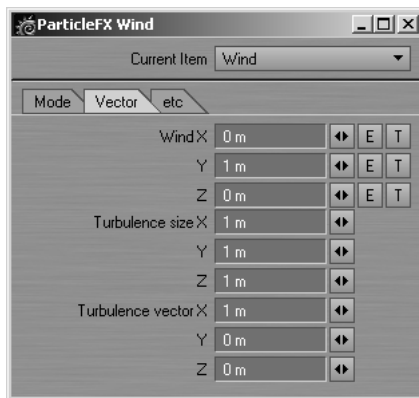 ParticleFX Wind
Current Item Wind
Mode Vector etc
Wind X 0 m E T
Y 1 m E T
Z 0 m E T
Turbulence size X 1 m
Y 1 m
Z 1 m
Turbulence vector X 1 m
Y 0 m
Z 0 m